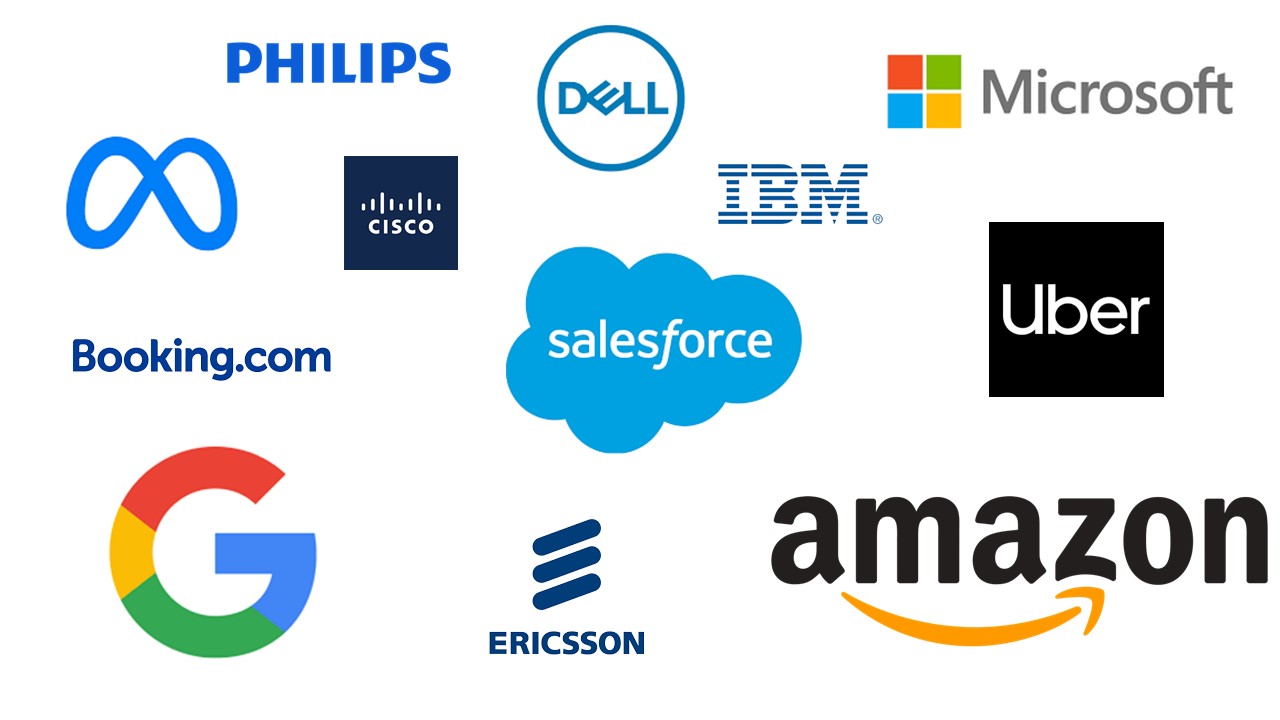 PHILIPS
DELL
Microsoft
CISCO
IBM®
Uber
salesforce
Booking.com
G
amazon
ERICSSON